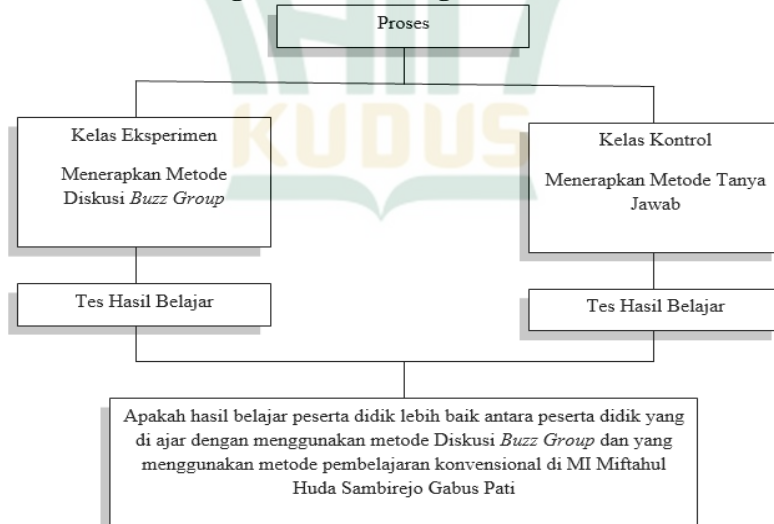 Proses
KUDUS
Kelas Eksperimen
Menerapkan Metode
Diskusi Buzz Group
Kelas Kontrol
Menerapkan Metode Tanya
Jawab
Tes Hasil Belajar
Tes Hasil Belajar
Apakah hasil belajar peserta didik lebih baik antara peserta didik yang
di ajar dengan menggunakan metode Diskusi Buzz Group dan yang
menggunakan metode pembelajaran konvensional di MI Miftahul
Huda Sambirejo Gabus Pati